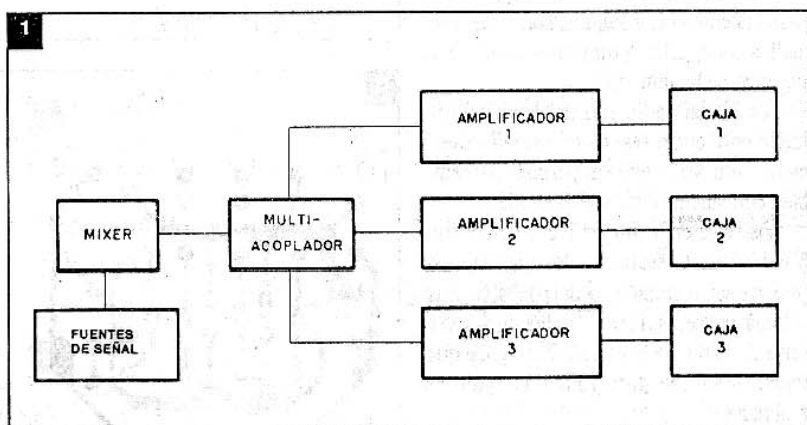 1
AMPLIFICADOR
1
CAJA
1
MIXER
MULTI-
ACOPLADOR
AMPLIFICADOR
2
CAJA
2
FUENTES
DE SEÑAL
AMPLIFICADOR
3
CAJA
3